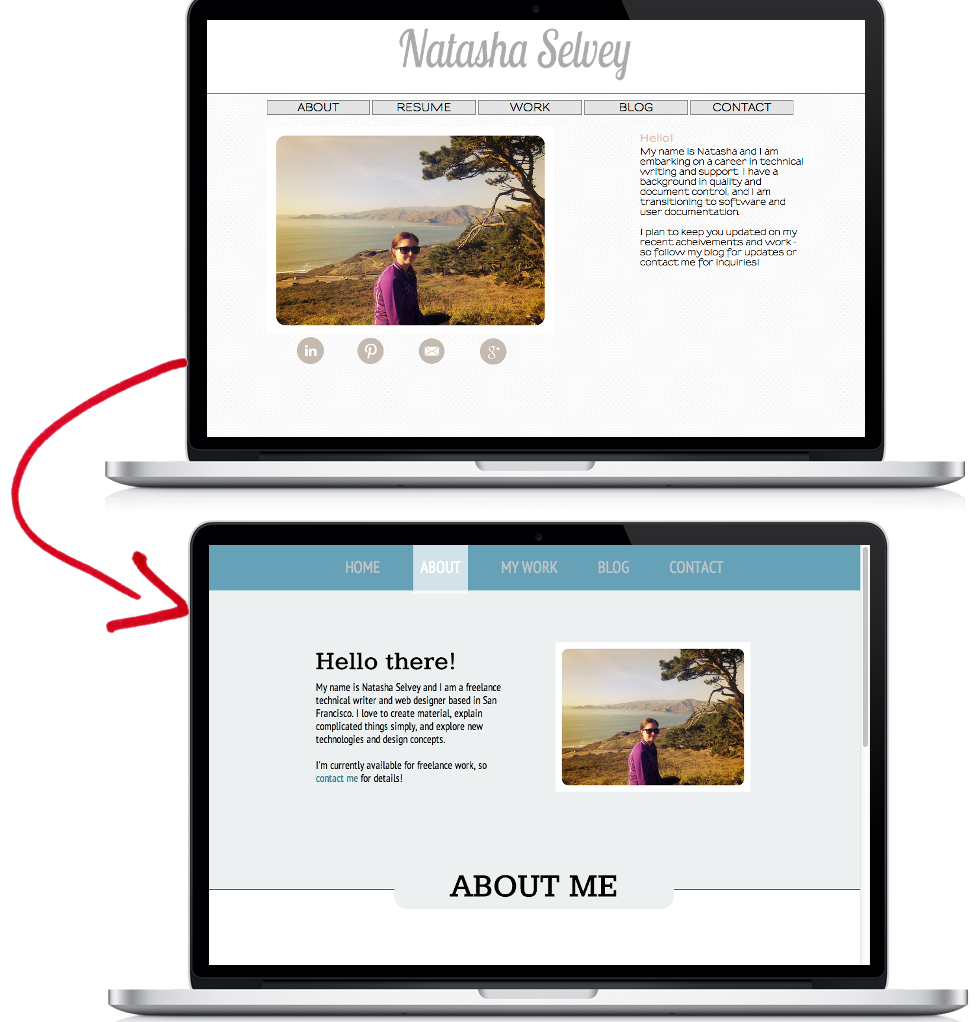 Natasha Selvey
ABOUT RESUME WORK BLOG CONTACT
Hello!
My name is Natasha and I am
embarking on a career in technical
writing and support. I have a
background in quality and
document control, and I am
transitioning to software and
user documentation.
I plan to keep you updated on my
recent acheivements and work -
so follow my blog for updates or
contact me for inquiries!
in
g+
HOME ABOUT MY WORK BLOG CONTACT
Hello there!
My name is Natasha Selvey and I am a freelance
technical writer and web designer based in San
Francisco. I love to create material, explain
complicated things simply, and explore new
technologies and design concepts.
I'm currently available for freelance work, so
contact me for details!
ABOUT ME